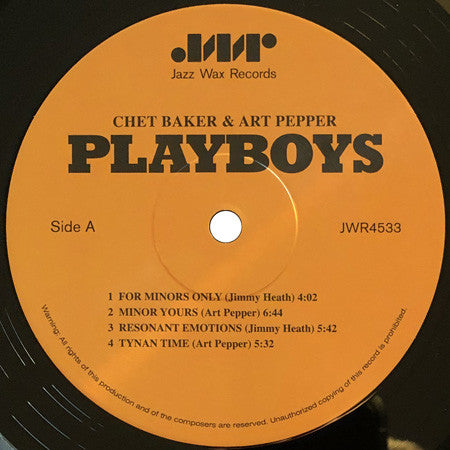 JWR
Jazz Wax Records
CHET BAKER & ART PEPPER
PLAYBOYS
Side A
JWR4533
1 FOR MINORS ONLY (Jimmy Heath) 4:02
2 MINOR YOURS (Art Pepper) 6:44
3 RESONANT EMOTIONS (Jimmy Heath) 5:42
4 TYNAN TIME (Art Pepper) 5:32
Warning: All rights of this production and of the composers are reserved. Unauthorized copying of this record is prohibited.